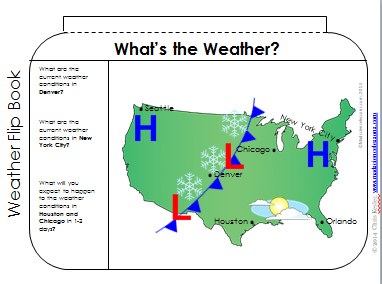 What's the Weather?
Weather Flip Book
What are the
current weather
conditions in
Denver?
What are the
current weather
conditions in New
York City?
What will you
expect to happen
to the weather
conditions in
Houston and
Chicago in 1-2
days?
H
Seattle
New York City
L
Chicago
H
Denver
L
Houston
Orlando